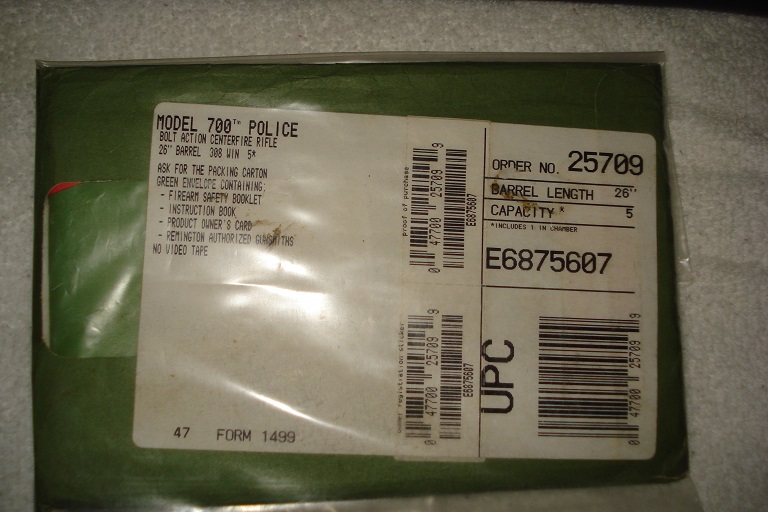 MODEL 700™ POLICE
BOLT ACTION CENTERFIRE RIFLE
26" BARREL 308 WIN 5*
ASK FOR THE PACKING CARTON
GREEN ENVELOPE CONTAINING:
- FIREARM SAFETY BOOKLET
- INSTRUCTION BOOK
- PRODUCT OWNER'S CARD
- REMINGTON AUTHORIZED GUNSMITHS
NO VIDEO TAPE
47 FORM 1499
Proof of purchase
0 47700 25709 9
E6875607
owner registration sticker
0 47700 25709 9
E6875607
ORDER NO. 25709
BARREL LENGTH 26"
CAPACITY* 5
*INCLUDES 1 IN CHAMBER
E6875607
UPC
0 47700 25709 9